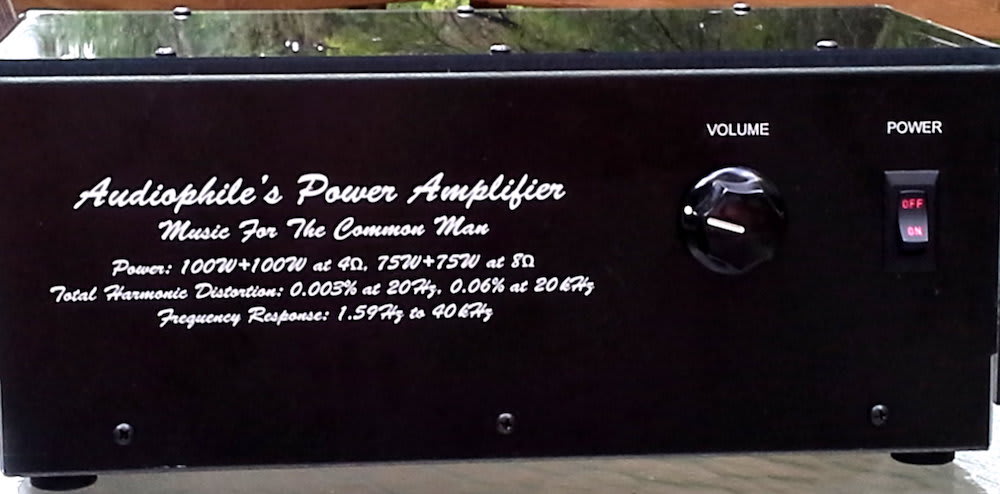 Audiophile's Power Amplifier
Music For The Common Man
Power: 100W+100W at 4Ω, 75W+75W at 8Ω
Total Harmonic Distortion: 0.003% at 20Hz, 0.06% at 20kHz
Frequency Response: 1.59Hz to 40kHz
VOLUME
POWER
OFF
ON